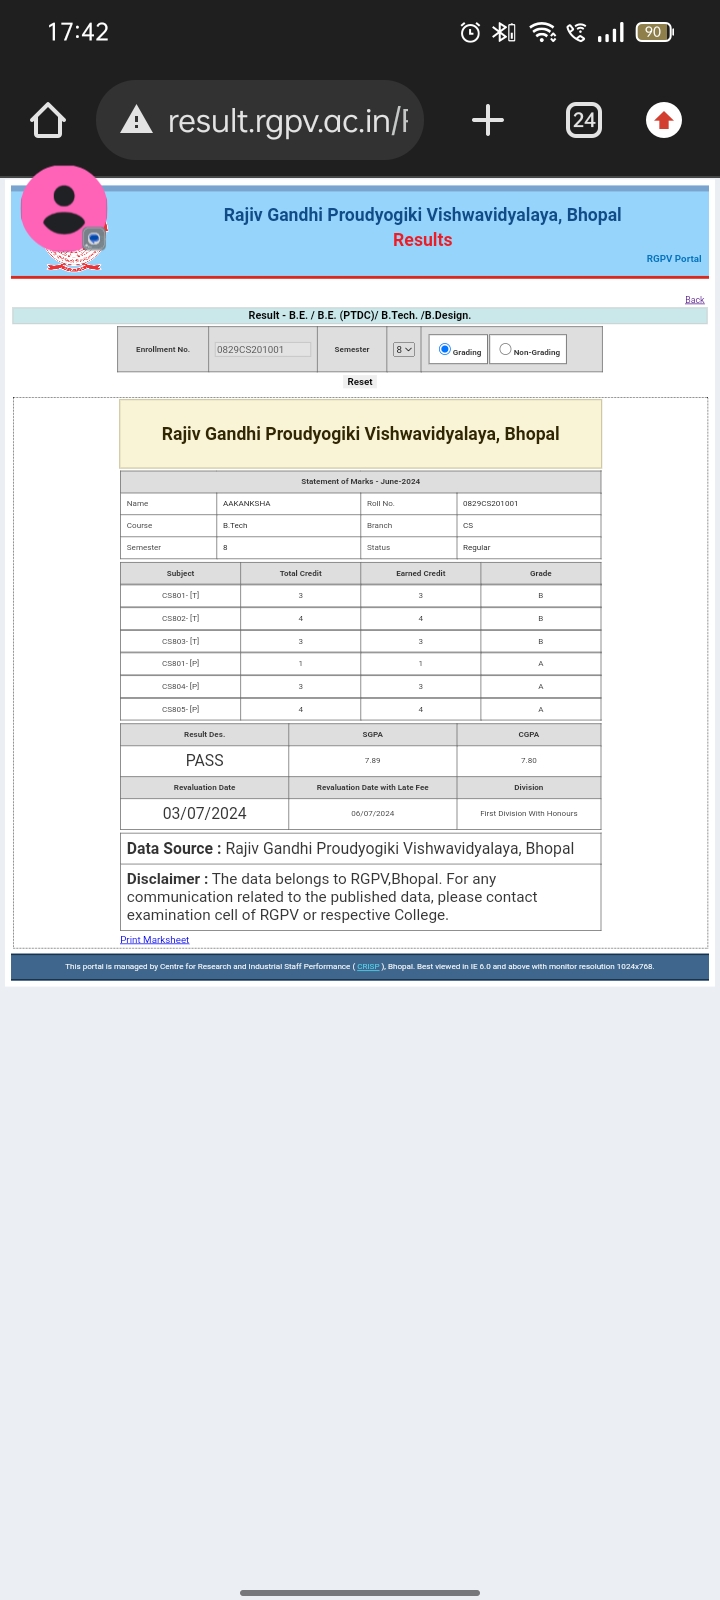 17:42
90
result.rgpv.ac.in/
24
Rajiv Gandhi Proudyogiki Vishwavidyalaya, Bhopal
Results
RGPV Portal
Back
Result - B.E. / B.E. (PTDC)/ B.Tech. /B.Design.
Enrollment No. 0829CS201001 Semester 8 Grading Non-Grading
Reset
Rajiv Gandhi Proudyogiki Vishwavidyalaya, Bhopal
Statement of Marks - June-2024
Name AAKANKSHA Roll No. 0829CS201001
Course B.Tech Branch CS
Semester 8 Status Regular
Subject Total Credit Earned Credit Grade
CS801- [T] 3 3 B
CS802- [T] 4 4 B
CS803- [T] 3 3 B
CS801- [P] 1 1 A
CS804- [P] 3 3 A
CS805- [P] 4 4 A
Result Des. SGPA CGPA
PASS 7.89 7.80
Revaluation Date Revaluation Date with Late Fee Division
03/07/2024 06/07/2024 First Division With Honours
Data Source : Rajiv Gandhi Proudyogiki Vishwavidyalaya, Bhopal
Disclaimer : The data belongs to RGPV,Bhopal. For any
communication related to the published data, please contact
examination cell of RGPV or respective College.
Print Marksheet
This portal is managed by Centre for Research and Industrial Staff Performance ( CRISP ), Bhopal. Best viewed in IE 6.0 and above with monitor resolution 1024x768.